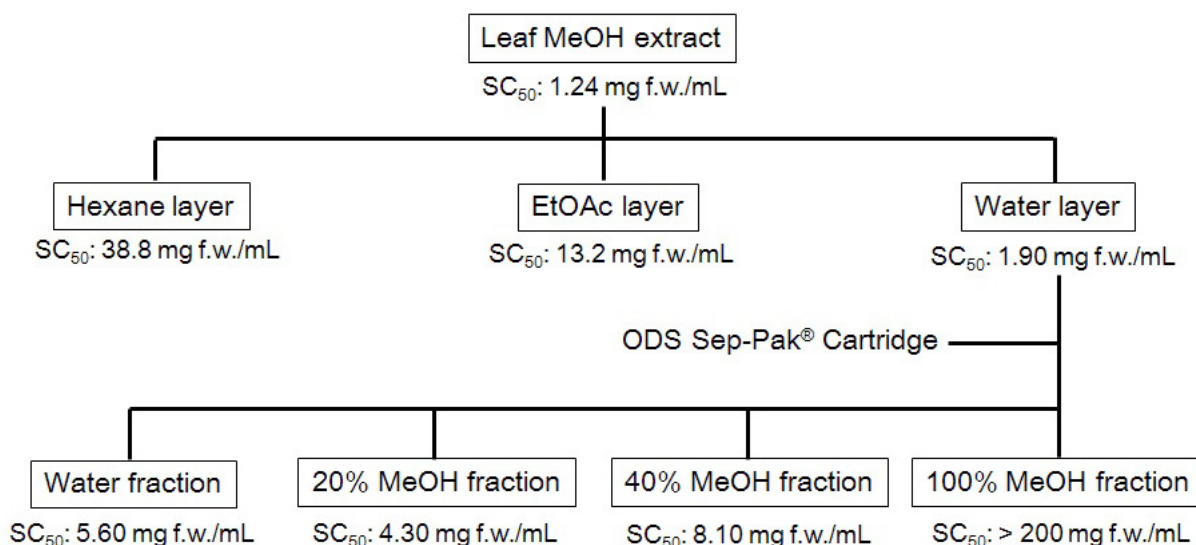 Leaf MeOH extract
SC₅₀: 1.24 mg f.w./mL
Hexane layer
SC₅₀: 38.8 mg f.w./mL
EtOAc layer
SC₅₀: 13.2 mg f.w./mL
Water layer
SC₅₀: 1.90 mg f.w./mL
ODS Sep-Pak® Cartridge
Water fraction
SC₅₀: 5.60 mg f.w./mL
20% MeOH fraction
SC₅₀: 4.30 mg f.w./mL
40% MeOH fraction
SC₅₀: 8.10 mg f.w./mL
100% MeOH fraction
SC₅₀: > 200 mg f.w./mL